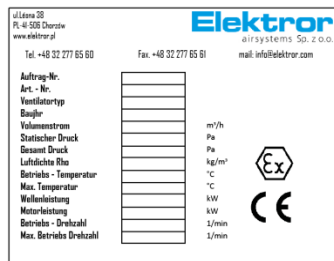 ul.Leśna 38
PL-41-506 Chorzów
www.elektror.pl
Elektror
airsystems Sp. z o.o.
Tel. +48 32 277 65 60 Fax. +48 32 277 65 61 mail: info@elektror.com
Auftrag-Nr.
Art. - Nr.
Ventilatortyp
Baujhr
Volumenstrom m³/h
Statischer Druck Pa
Gesamt Druck Pa
Luftdichte Rho kg/m³
Betriebs - Temperatur °C
Max. Temperatur °C
Wellenleistung kW
Motorleistung kW
Betriebs - Drehzahl 1/min
Max. Betriebs Drehzahl 1/min
Ex
CE